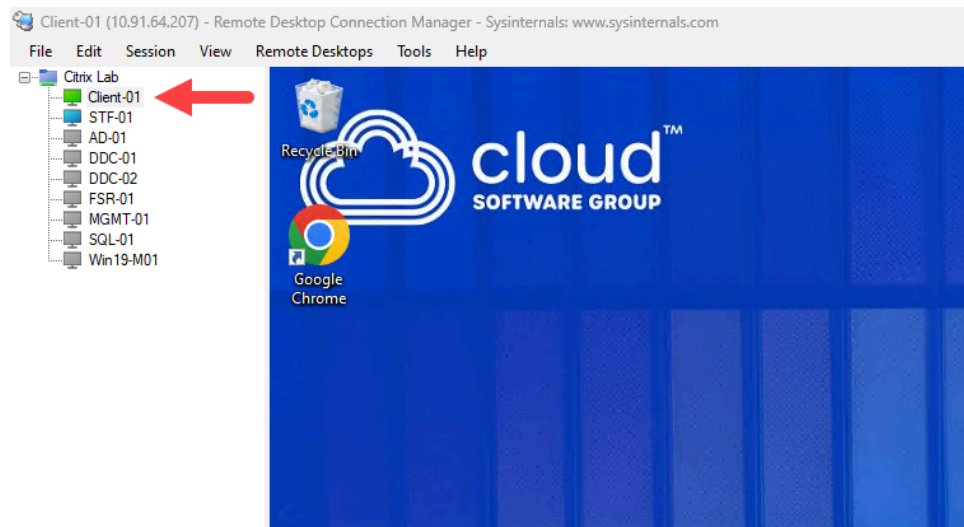 Client-01 (10.91.64.207) - Remote Desktop Connection Manager - Sysinternals: www.sysinternals.com
File Edit Session View Remote Desktops Tools Help
Citrix Lab
Client-01
STF-01
AD-01
DDC-01
DDC-02
FSR-01
MGMT-01
SQL-01
Win19-M01
Recycle Bin
cloud™
SOFTWARE GROUP
Google
Chrome